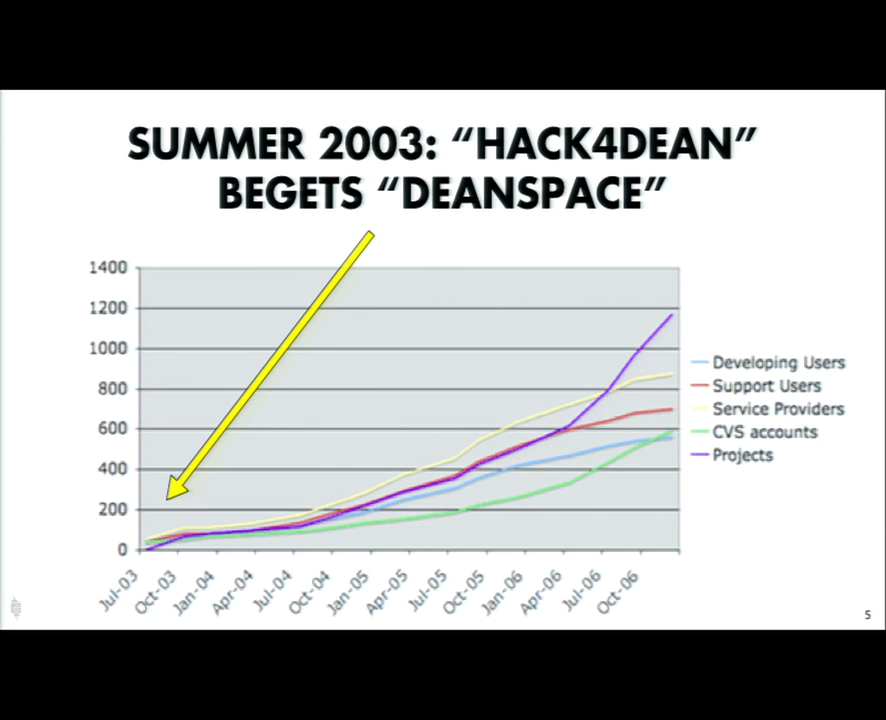 SUMMER 2003: “HACK4DEAN”
BEGETS “DEANSPACE”
1400
1200
1000
800
600
400
200
0
Jul-03
Oct-03
Jan-04
Apr-04
Jul-04
Oct-04
Jan-05
Apr-05
Jul-05
Oct-05
Jan-06
Apr-06
Jul-06
Oct-06
Developing Users
Support Users
Service Providers
CVS accounts
Projects
5